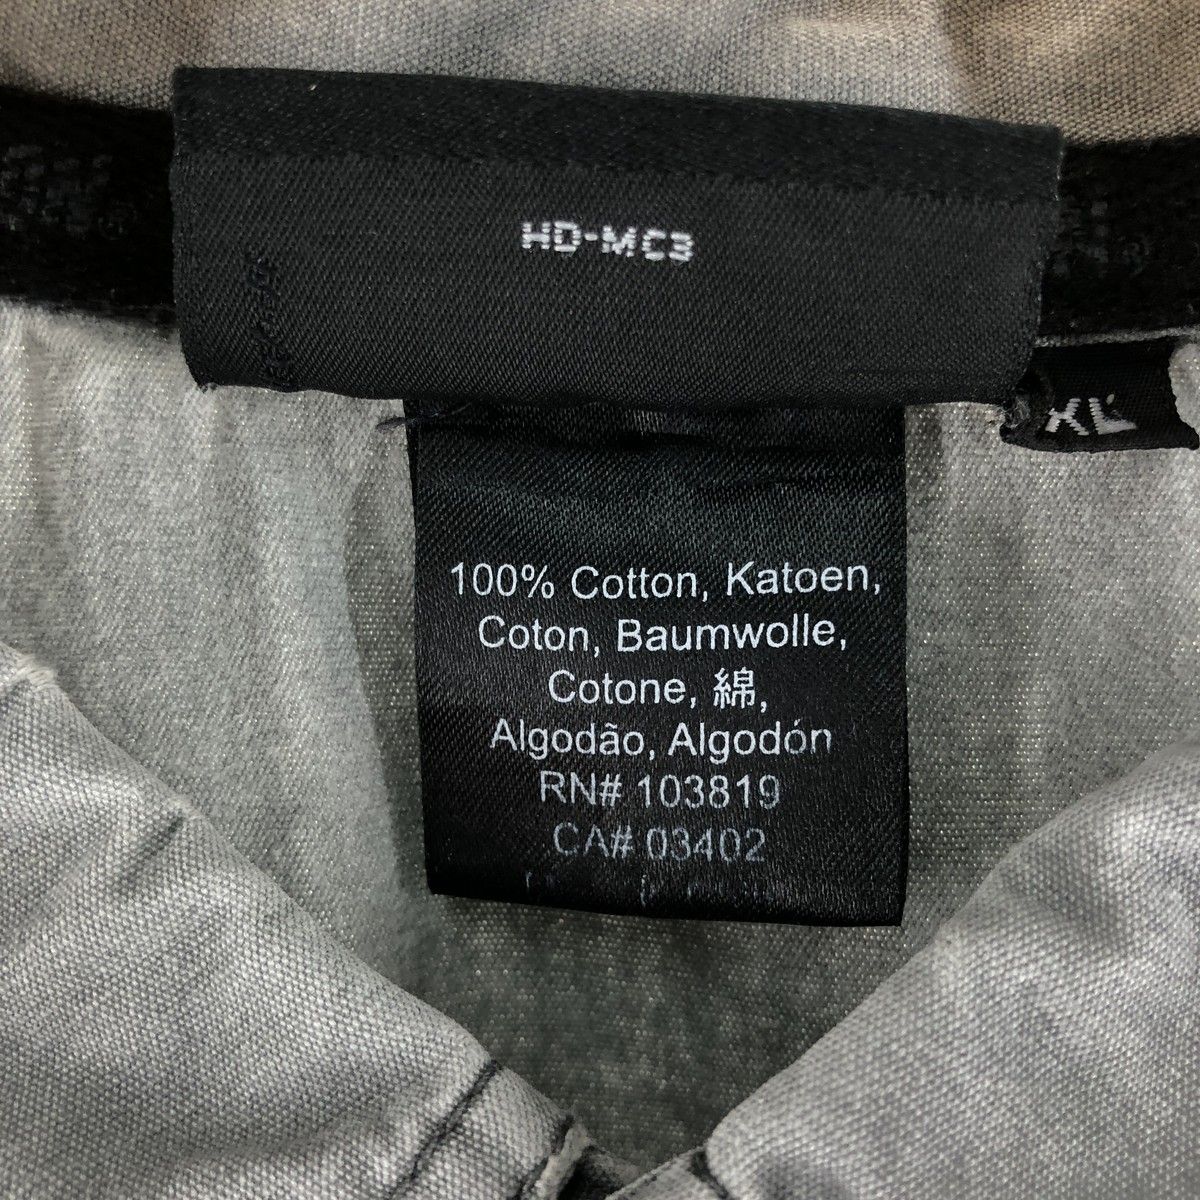 HD-MC3
XL
100% Cotton, Katoen,
Coton, Baumwolle,
Cotone, 綿,
Algodão, Algodón
RN# 103819
CA# 03402